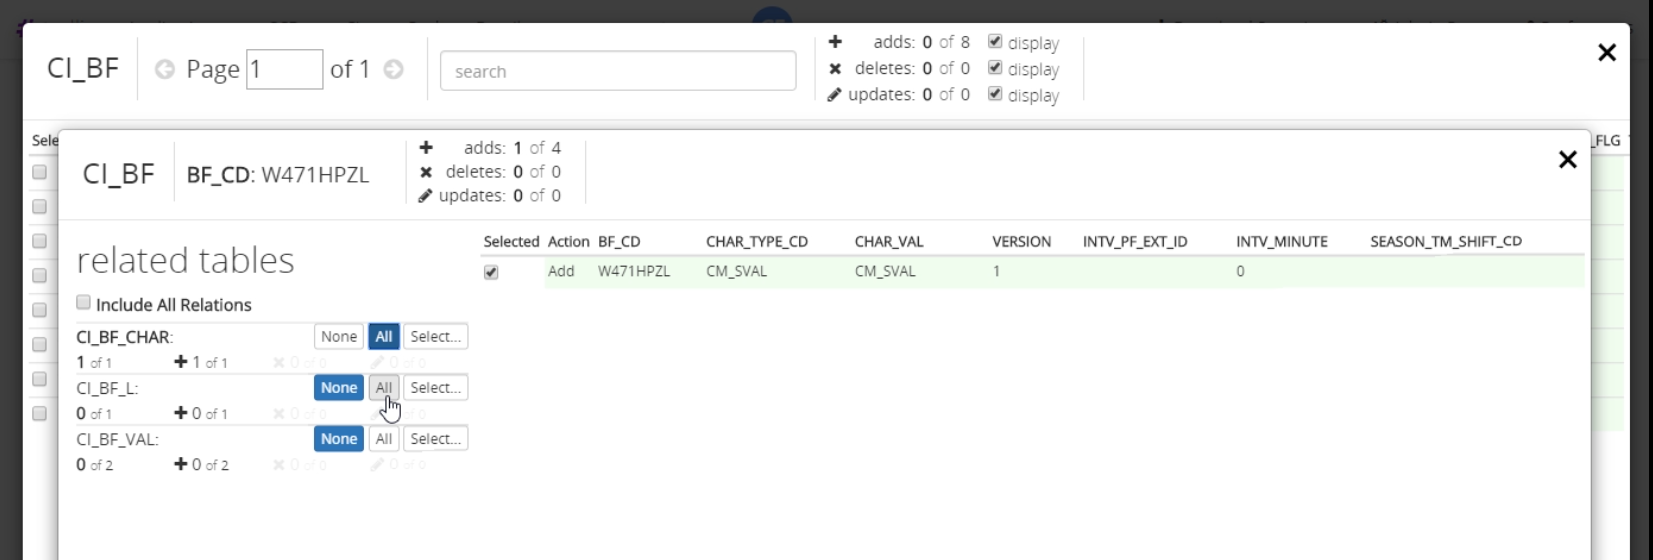 CI_BF
Page 1 of 1
search
adds: 0 of 8 display
deletes: 0 of 0 display
updates: 0 of 0 display
Sele
_FLG
CI_BF
BF_CD: W471HPZL
adds: 1 of 4
deletes: 0 of 0
updates: 0 of 0
related tables
Include All Relations
CI_BF_CHAR: None All Select...
1 of 1 1 of 1 0 of 0 0 of 0
CI_BF_L: None All Select...
0 of 1 0 of 1 0 of 0 of 0
CI_BF_VAL: None All Select...
0 of 2 0 of 2 0 of 0 0 of 0
Selected Action BF_CD CHAR_TYPE_CD CHAR_VAL VERSION INTV_PF_EXT_ID INTV_MINUTE SEASON_TM_SHIFT_CD
Add W471HPZL CM_SVAL CM_SVAL 1 0